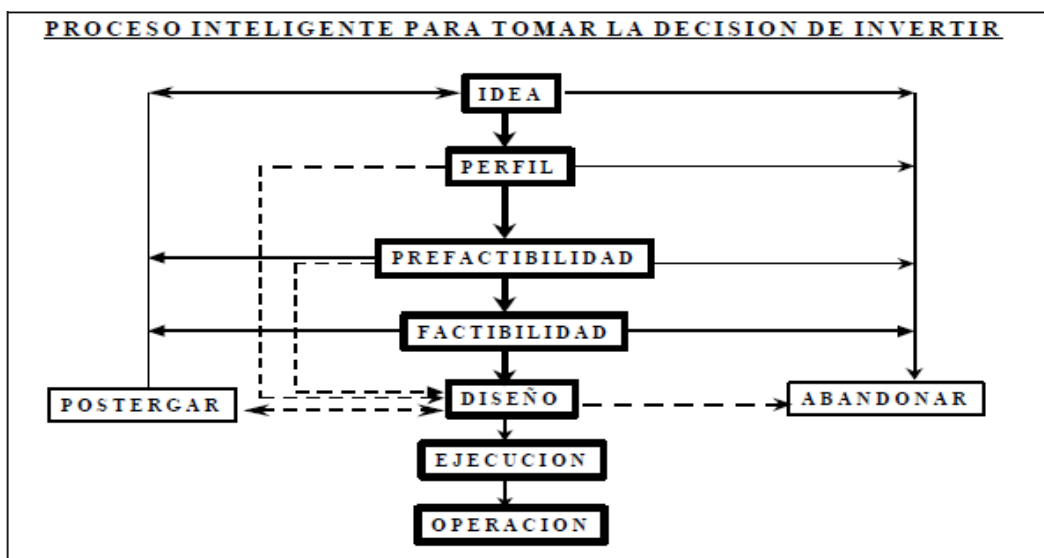 PROCESO INTELIGENTE PARA TOMAR LA DECISION DE INVERTIR
IDEA
PERFIL
PREFACTIBILIDAD
FACTIBILIDAD
POSTERGAR
DISEÑO
ABANDONAR
EJECUCION
OPERACION